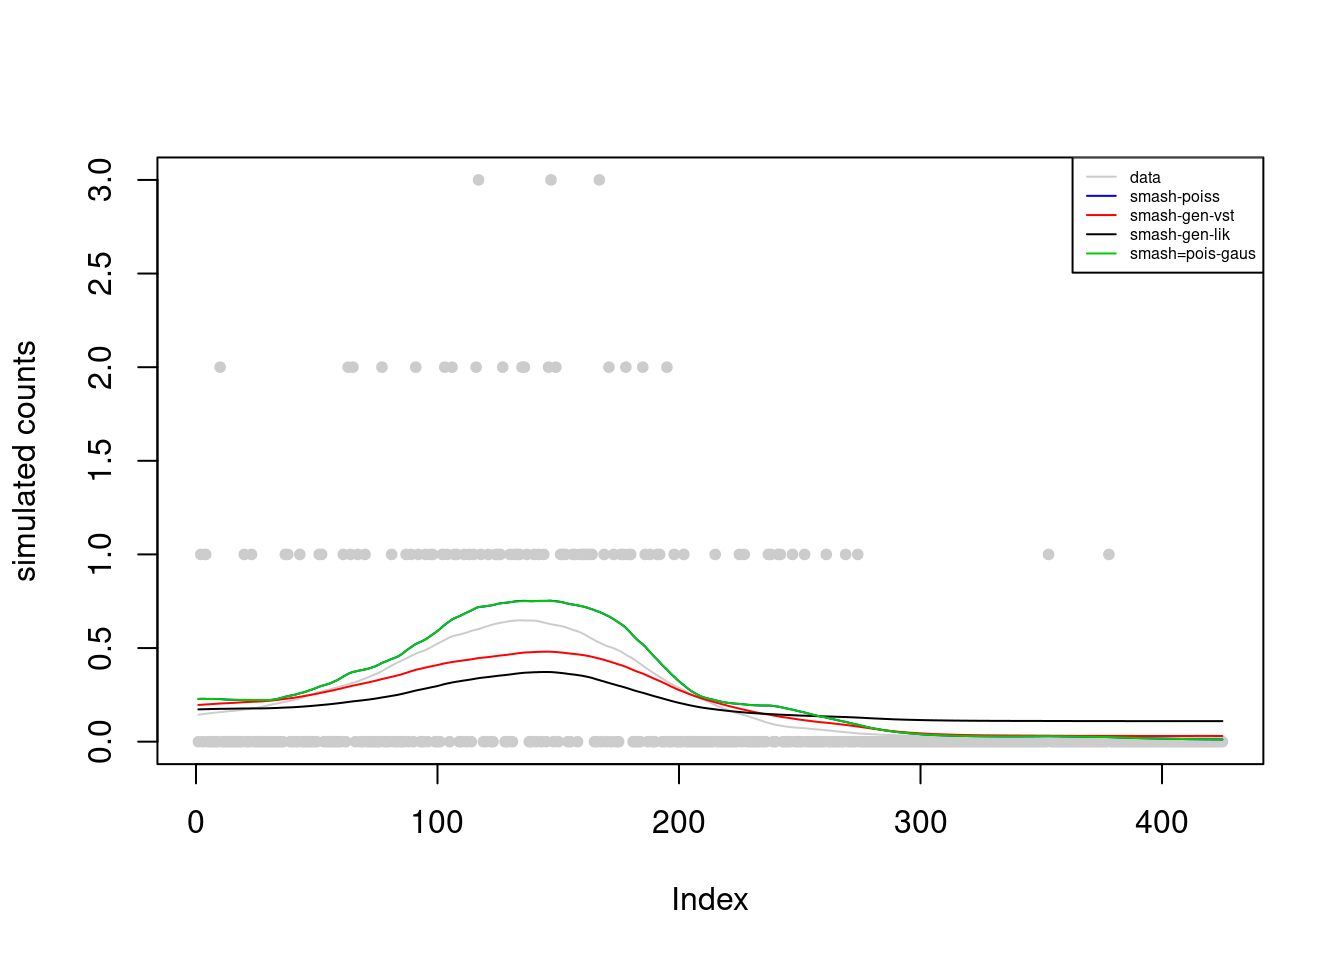 3.0
2.5
2.0
1.5
1.0
0.5
0.0
simulated counts
data
smash-poiss
smash-gen-vst
smash-gen-lik
smash=pois-gaus
0 100 200 300 400
Index